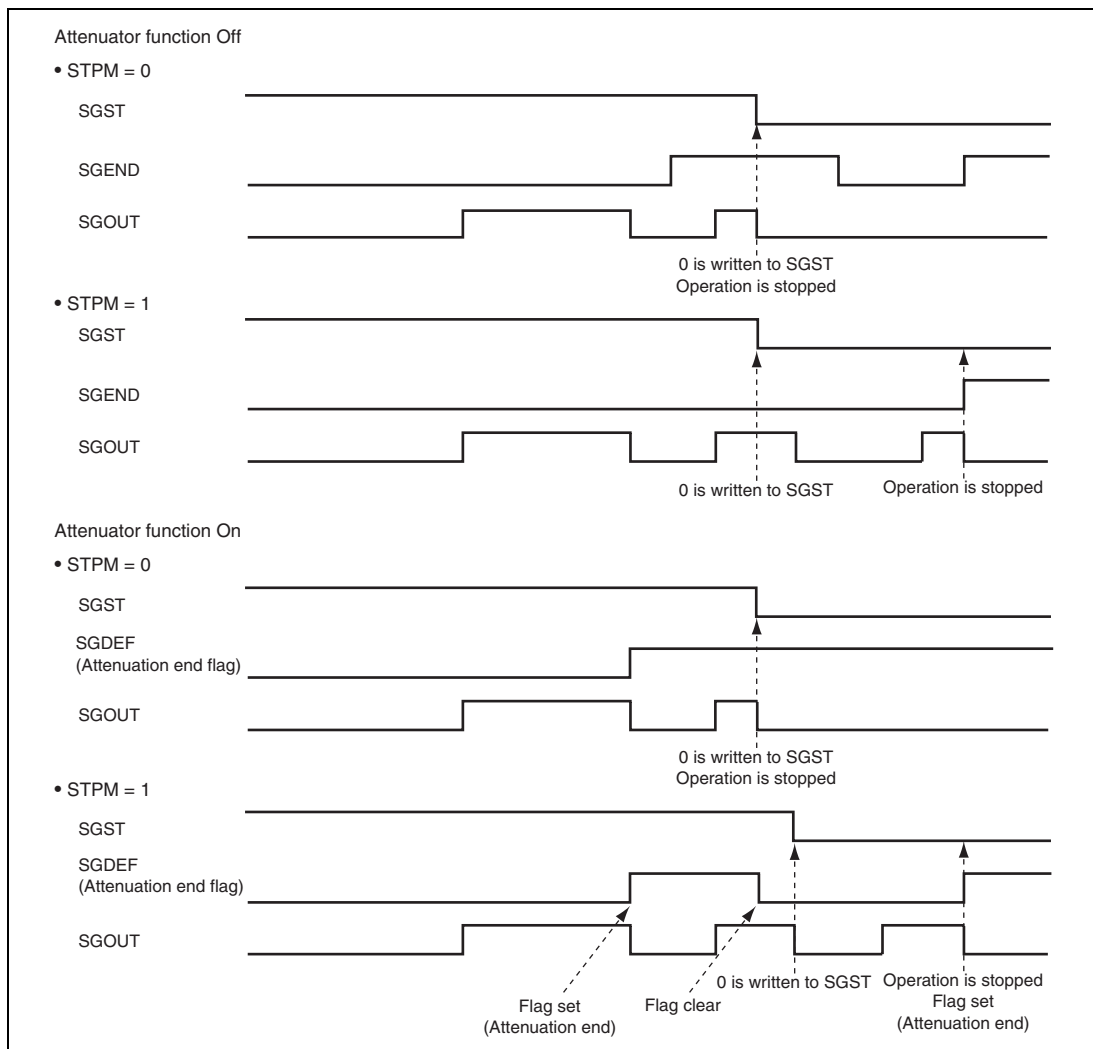 Attenuator function Off
• STPM = 0
SGST
SGEND
SGOUT
0 is written to SGST
Operation is stopped
• STPM = 1
SGST
SGEND
SGOUT
0 is written to SGST
Operation is stopped
Attenuator function On
• STPM = 0
SGST
SGDEF
(Attenuation end flag)
SGOUT
0 is written to SGST
Operation is stopped
• STPM = 1
SGST
SGDEF
(Attenuation end flag)
SGOUT
Flag set
(Attenuation end)
Flag clear
0 is written to SGST
Operation is stopped
Flag set
(Attenuation end)